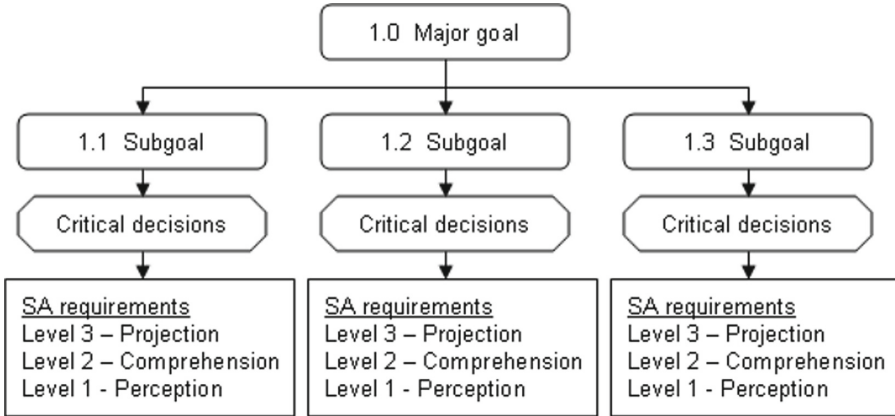 1.0 Major goal
1.1 Subgoal
1.2 Subgoal
1.3 Subgoal
Critical decisions
Critical decisions
Critical decisions
SA requirements
Level 3 – Projection
Level 2 – Comprehension
Level 1 - Perception
SA requirements
Level 3 – Projection
Level 2 – Comprehension
Level 1 - Perception
SA requirements
Level 3 – Projection
Level 2 – Comprehension
Level 1 - Perception